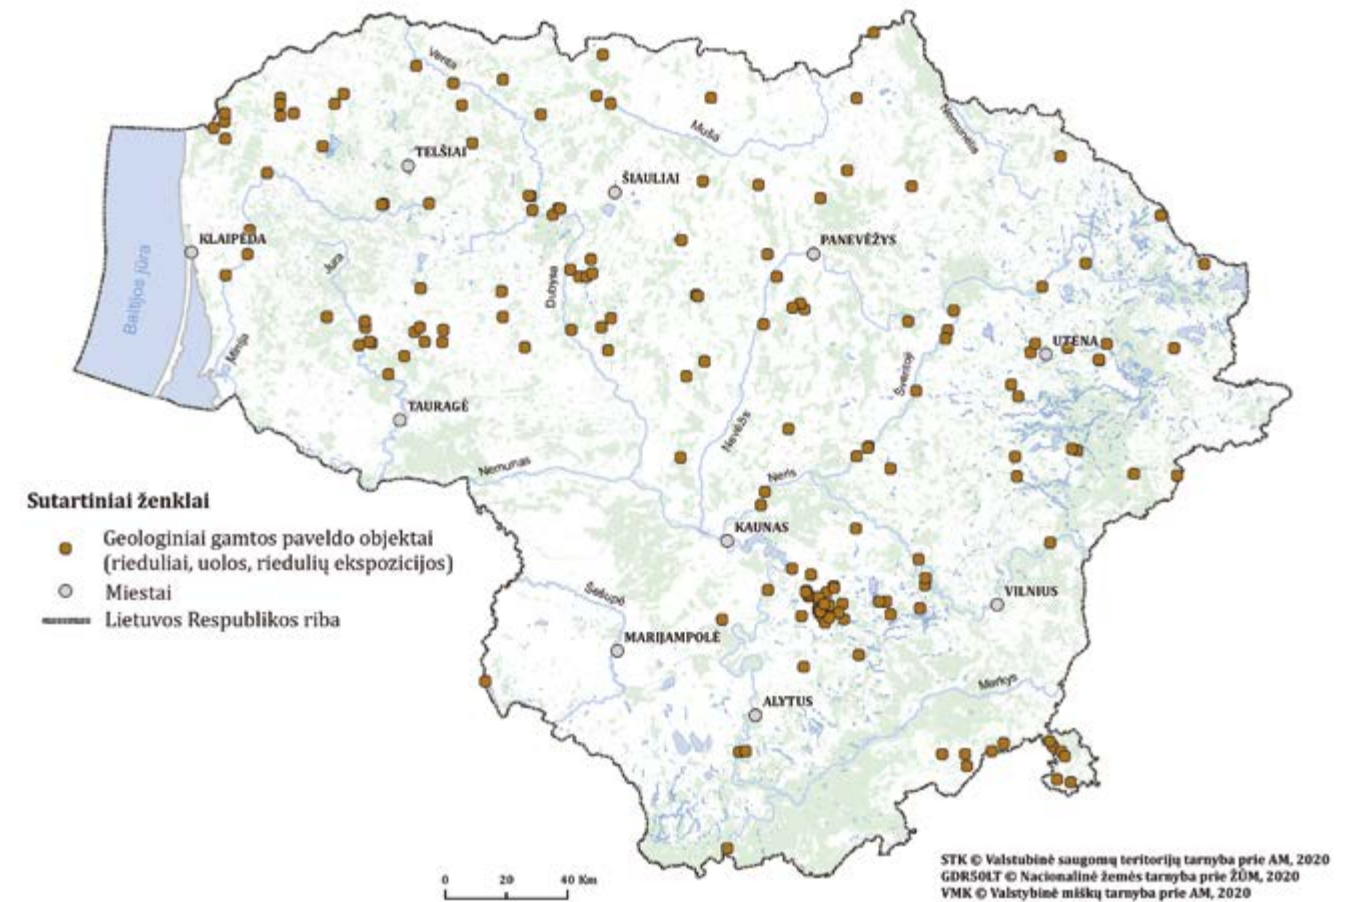 Venta
Mūša
Nemunėlis
TELŠIAI
ŠIAULIAI
KLAIPĖDA
PANEVĖŽYS
Baltijos jūra
Jūra
Dubysa
Minija
Šventoji
UTENA
TAURAGĖ
Nevėžis
Nemunas
Neris
Sutartiniai ženklai
Geologiniai gamtos paveldo objektai
(rieduliai, uolos, riedulių ekspozicijos)
Miestai
Lietuvos Respublikos riba
KAUNAS
Šešupė
VILNIUS
MARIJAMPOLĖ
Merkys
ALYTUS
0 20 40 Km
STK © Valstubinė saugomų teritorijų tarnyba prie AM, 2020
GDR50LT © Nacionalinė žemės tarnyba prie ŽŪM, 2020
VMK © Valstybinė miškų tarnyba prie AM, 2020